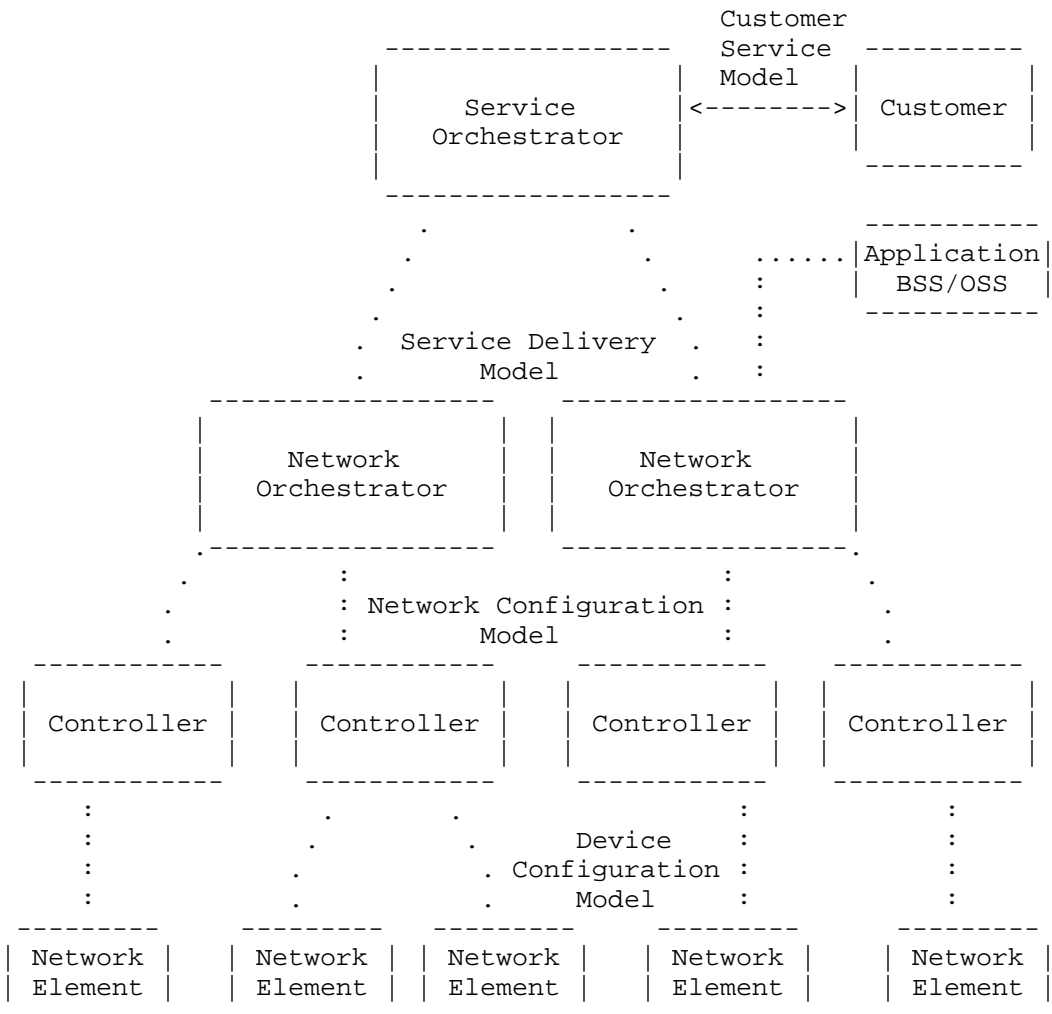 Customer
Service
Model
Service
Orchestrator
Customer
Application
BSS/OSS
Service Delivery
Model
Network
Orchestrator
Network
Orchestrator
Network Configuration
Model
Controller
Controller
Controller
Controller
Device
Configuration
Model
Network
Element
Network
Element
Network
Element
Network
Element
Network
Element